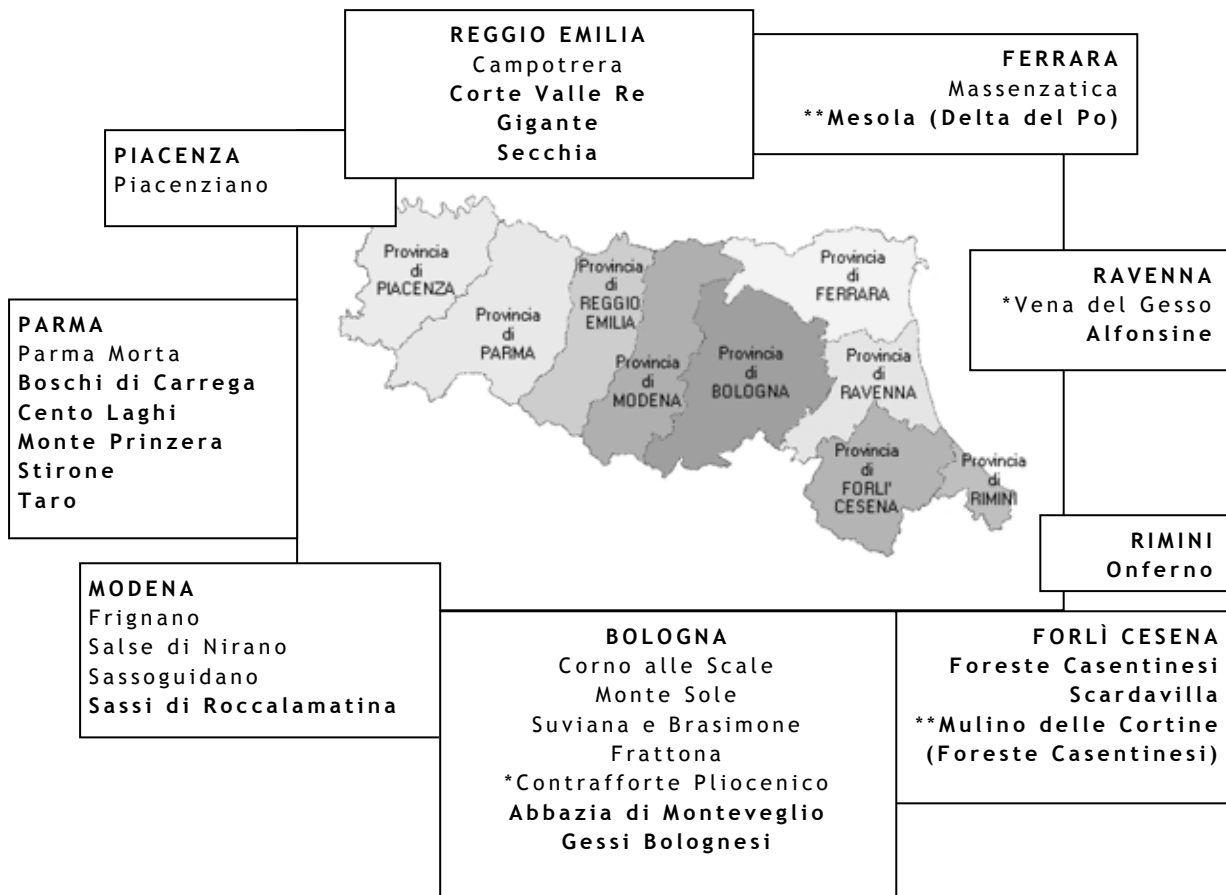 REGGIO EMILIA
Campotrera
Corte Valle Re
Gigante
Secchia
FERRARA
Massenzatica
**Mesola (Delta del Po)
PIACENZA
Piacenziano
Provincia
di
PIACENZA
Provincia
di
PARMA
Provincia
di
REGGIO
EMILIA
Provincia
di
MODENA
Provincia
di
BOLOGNA
Provincia
di
FERRARA
Provincia
di
RAVENNA
Provincia
di
FORLI'
CESENA
Provincia
di
RIMINI
RAVENNA
*Vena del Gesso
Alfonsine
PARMA
Parma Morta
Boschi di Carrega
Cento Laghi
Monte Prinzera
Stirone
Taro
RIMINI
Onferno
MODENA
Frignano
Salse di Nirano
Sassoguidano
Sassi di Roccalamatina
BOLOGNA
Corno alle Scale
Monte Sole
Suviana e Brasimone
Frattona
*Contrafforte Pliocenico
Abbazia di Monteveglio
Gessi Bolognesi
FORLÌ CESENA
Foreste Casentinesi
Scardavilla
**Mulino delle Cortine
(Foreste Casentinesi)